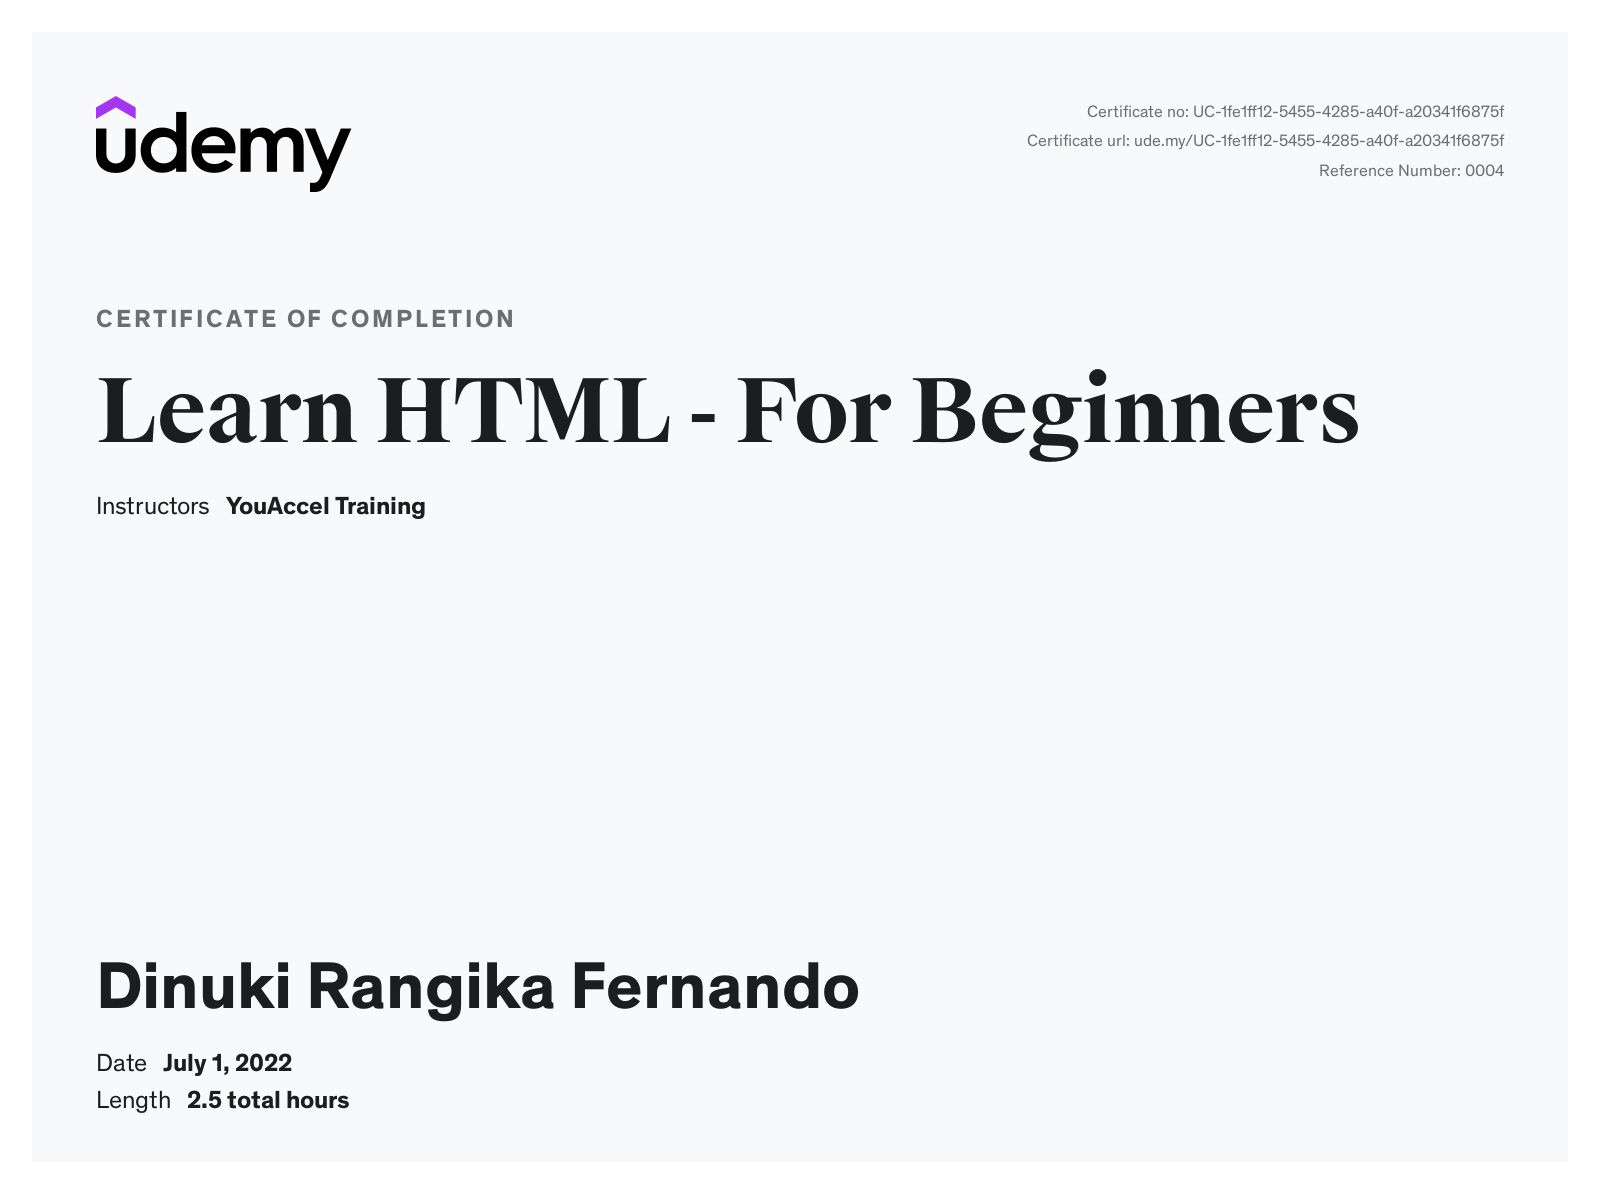 udemy
Certificate no: UC-1fe1ff12-5455-4285-a40f-a20341f6875f
Certificate url: ude.my/UC-1fe1ff12-5455-4285-a40f-a20341f6875f
Reference Number: 0004
CERTIFICATE OF COMPLETION
Learn HTML - For Beginners
Instructors YouAccel Training
Dinuki Rangika Fernando
Date July 1, 2022
Length 2.5 total hours